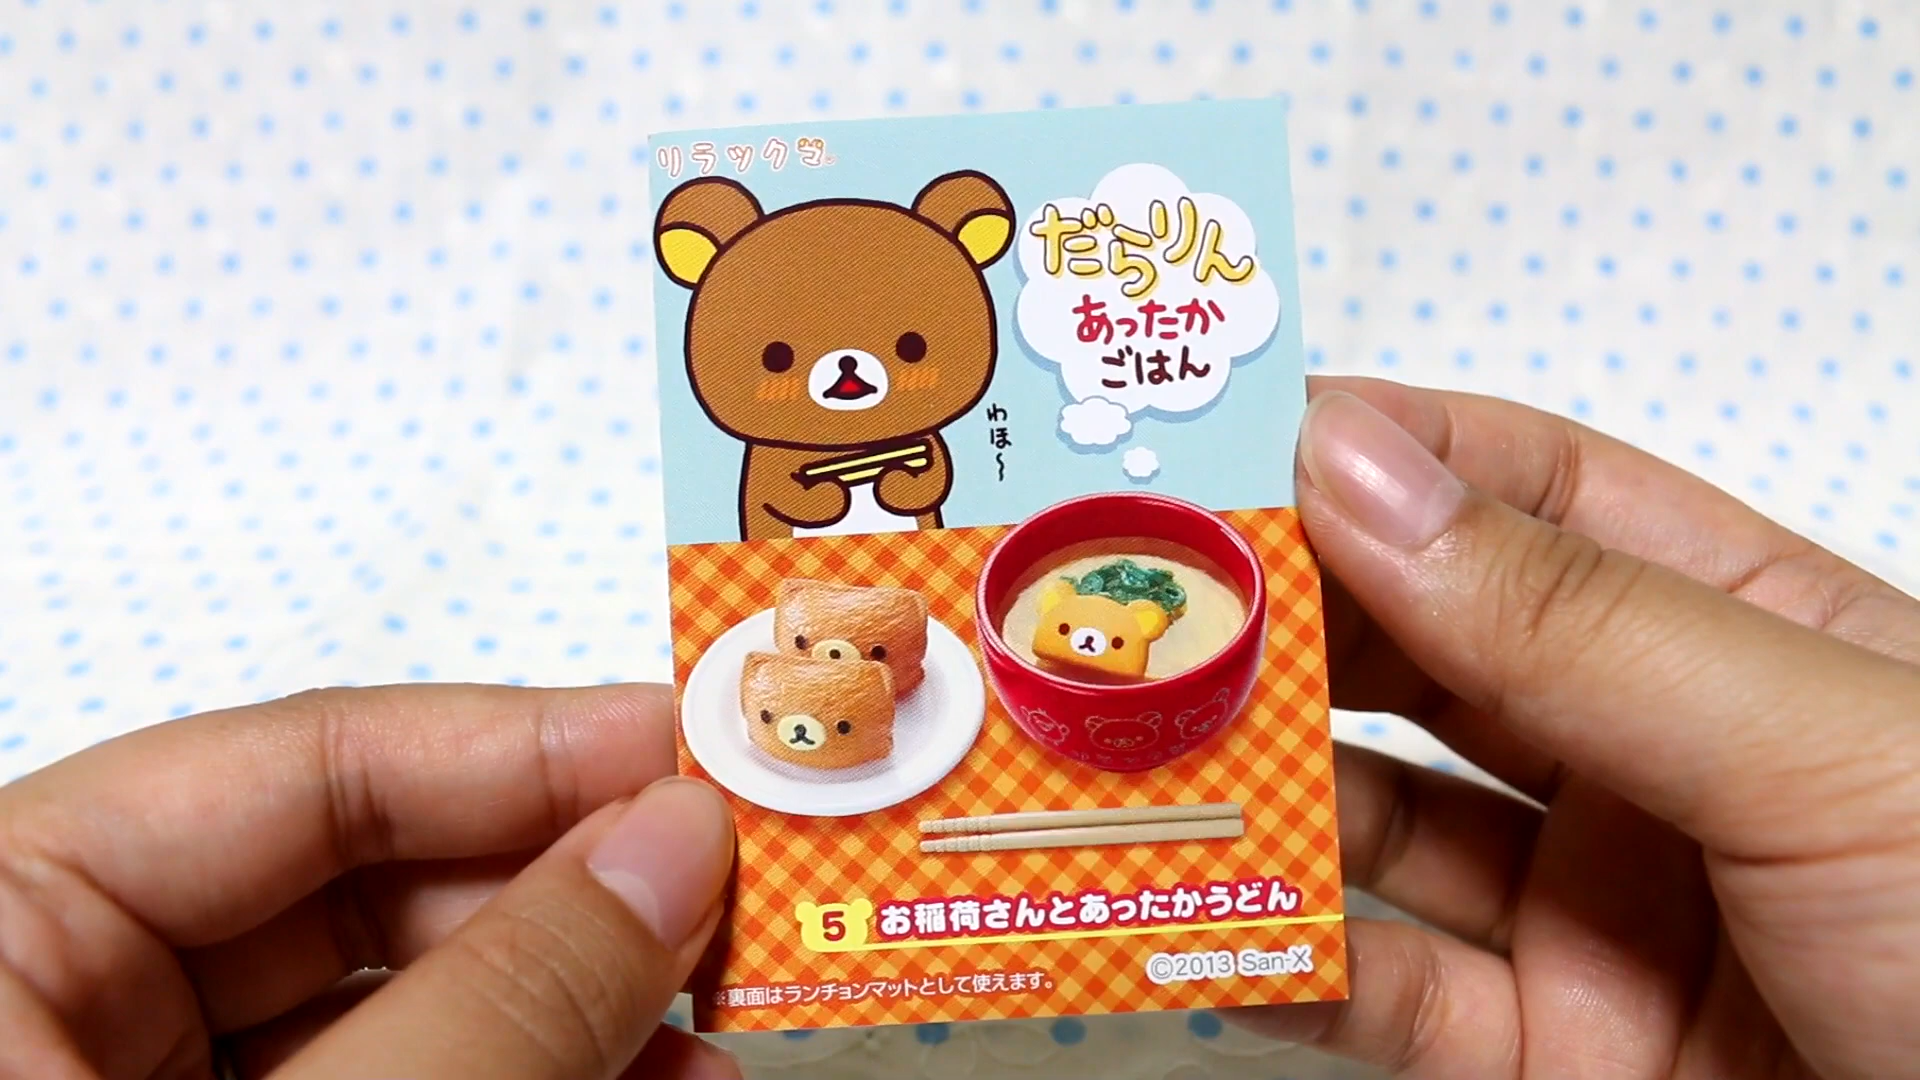 リラックマ
だらりん
あったか
ごはん
わほ〜
5 お稲荷さんとあったかうどん
©2013 San-X
※裏面はランチョンマットとして使えます。